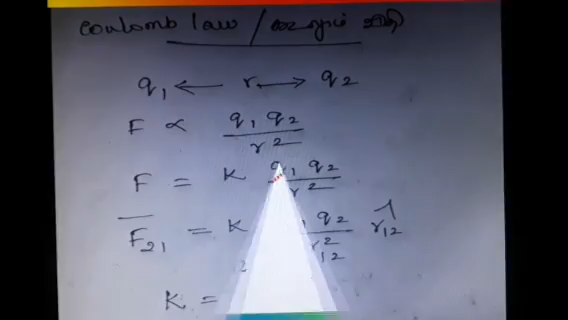 Coulomb law / கூலூம் விதி
q₁ ← r → q₂
F ∝ q₁ q₂ / r²
F = K q₁ q₂ / r²
F₂₁ = K q₂ / r²₁₂ r̂₁₂
K =